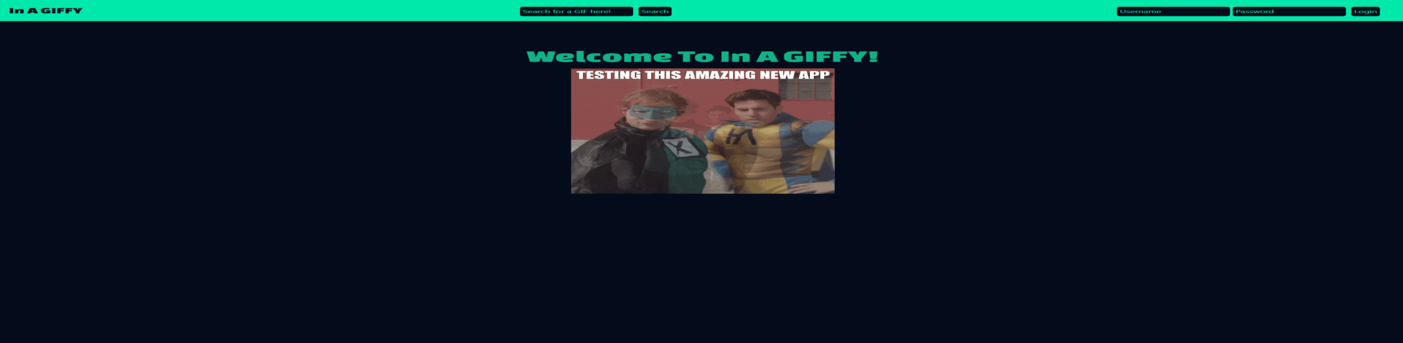 In A GIFFY
Search for a GIF here!
Search
Username
Password
Login
Welcome To In A GIFFY!
TESTING THIS AMAZING NEW APP